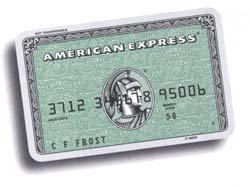 AMERICAN EXPRESS
3712 95006
58
C F FROST